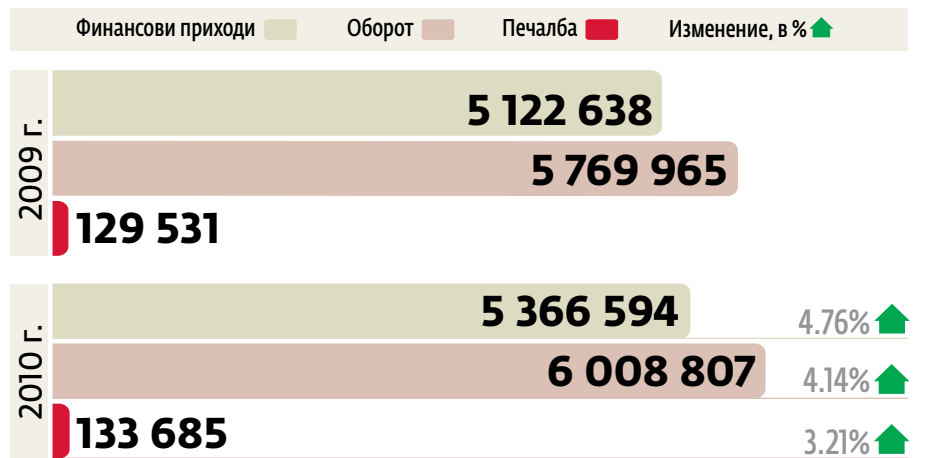 Финансови приходи Оборот Печалба Изменение, в %
2009 г.
5 122 638
5 769 965
129 531
2010 г.
5 366 594 4.76%
6 008 807 4.14%
133 685 3.21%